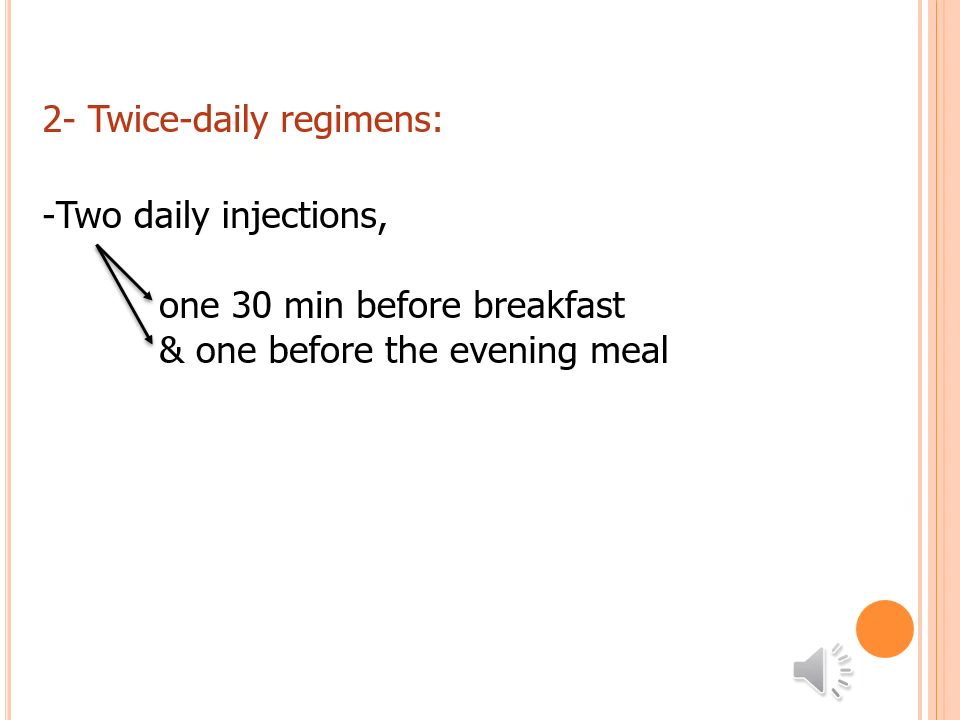 2- Twice-daily regimens:
-Two daily injections,
one 30 min before breakfast
& one before the evening meal